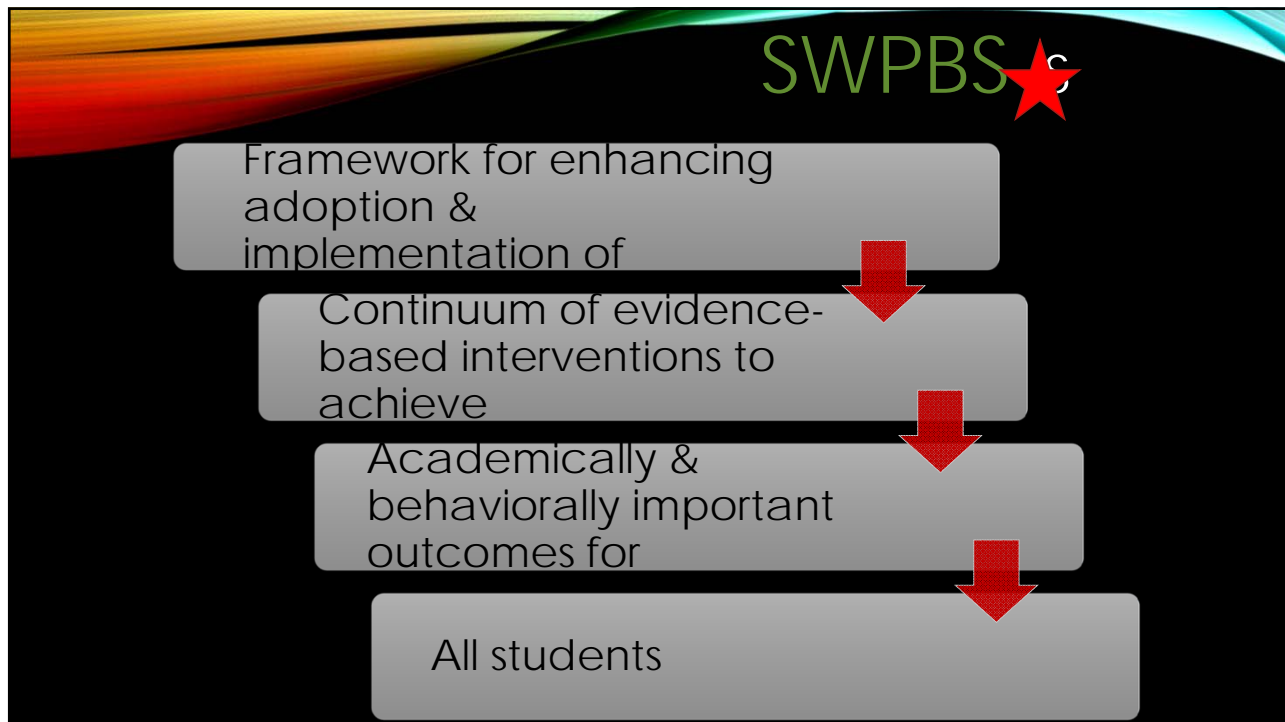 SWPBS s
Framework for enhancing
adoption &
implementation of
Continuum of evidence-
based interventions to
achieve
Academically &
behaviorally important
outcomes for
All students